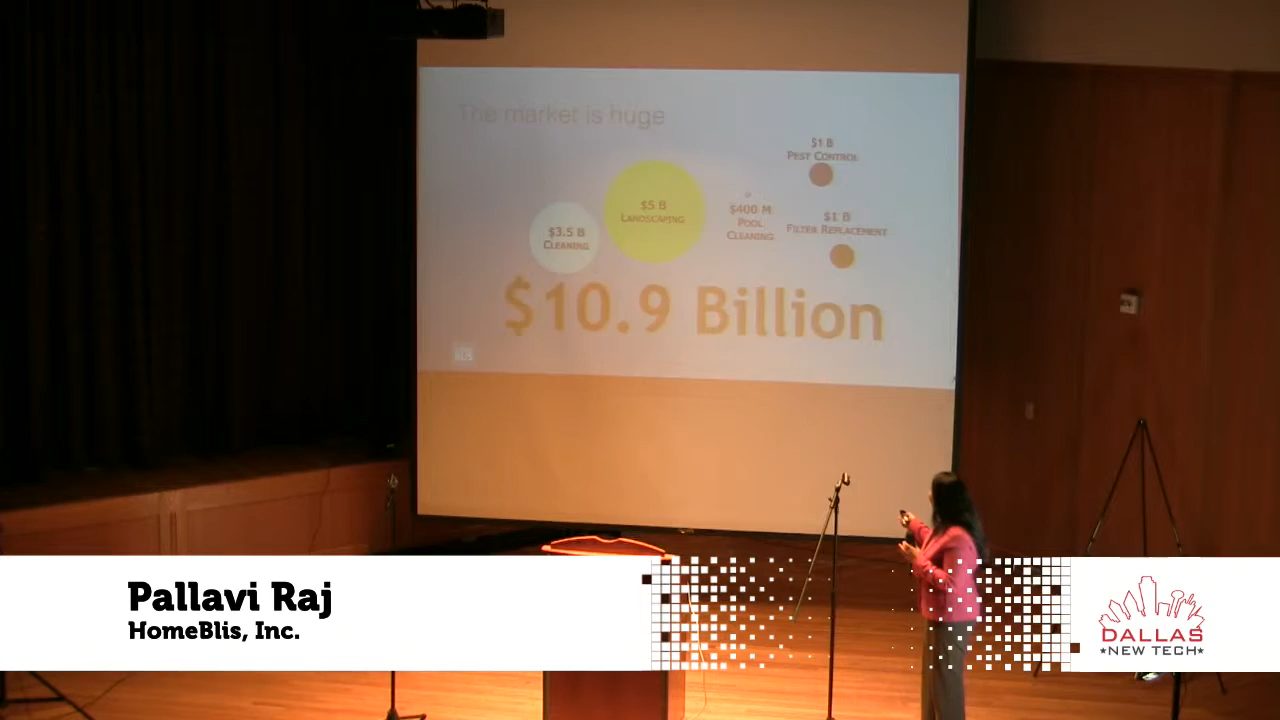 The market is huge
$1 B
PEST CONTROL
$5 B
LANDSCAPING
$400 M
POOL
CLEANING
$1 B
FILTER REPLACEMENT
$3.5 B
CLEANING
$10.9 Billion
Pallavi Raj
HomeBlis, Inc.
DALLAS
★NEW TECH★